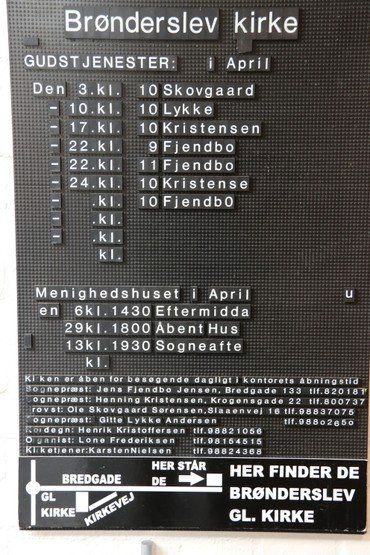 Brønderslev kirke
GUDSTJENESTER: i April
Den 3.kl. 10 Skovgaard
- 10.kl. 10 Lykke
- 17.kl. 10 Kristensen
- 22.kl. 9 Fjendbo
- 22.kl. 11 Fjendbo
- 24.kl. 10 Kristense
- .kl. 10 Fjendb0
- .kl.
- .kl.
kl.
Menighedshuset i April u
en 6kl.1430 Eftermidda
29kl.1800 ÅbentHus
13kl.1930 Sogneafte
kl.
Ki ken er åben for besøgende dagligt i kontorets åbningstid
Sognepræst: Jens Fjendbo Jensen, Bredgade 133 tlf.820181
Sognepræst: Henning Kristensen, Krogensgade 22 tlf.800737
rovst: Ole Skovgaard Sørensen, Slaaenvej 16 tlf.98837075
ognepræst: Gitte Lykke Andersen tlf.98802650
Kordegn: Henrik Kristoffersen tlf.98821056
Organist: Lone Frederiksen tlf.98154515
Ki ketjener: KarstenNielsen tlf.98824368
BREDGADE
GL
KIRKE
KIRKEVEJ
HER STÅR
DE
HER FINDER DE
BRØNDERSLEV
GL. KIRKE